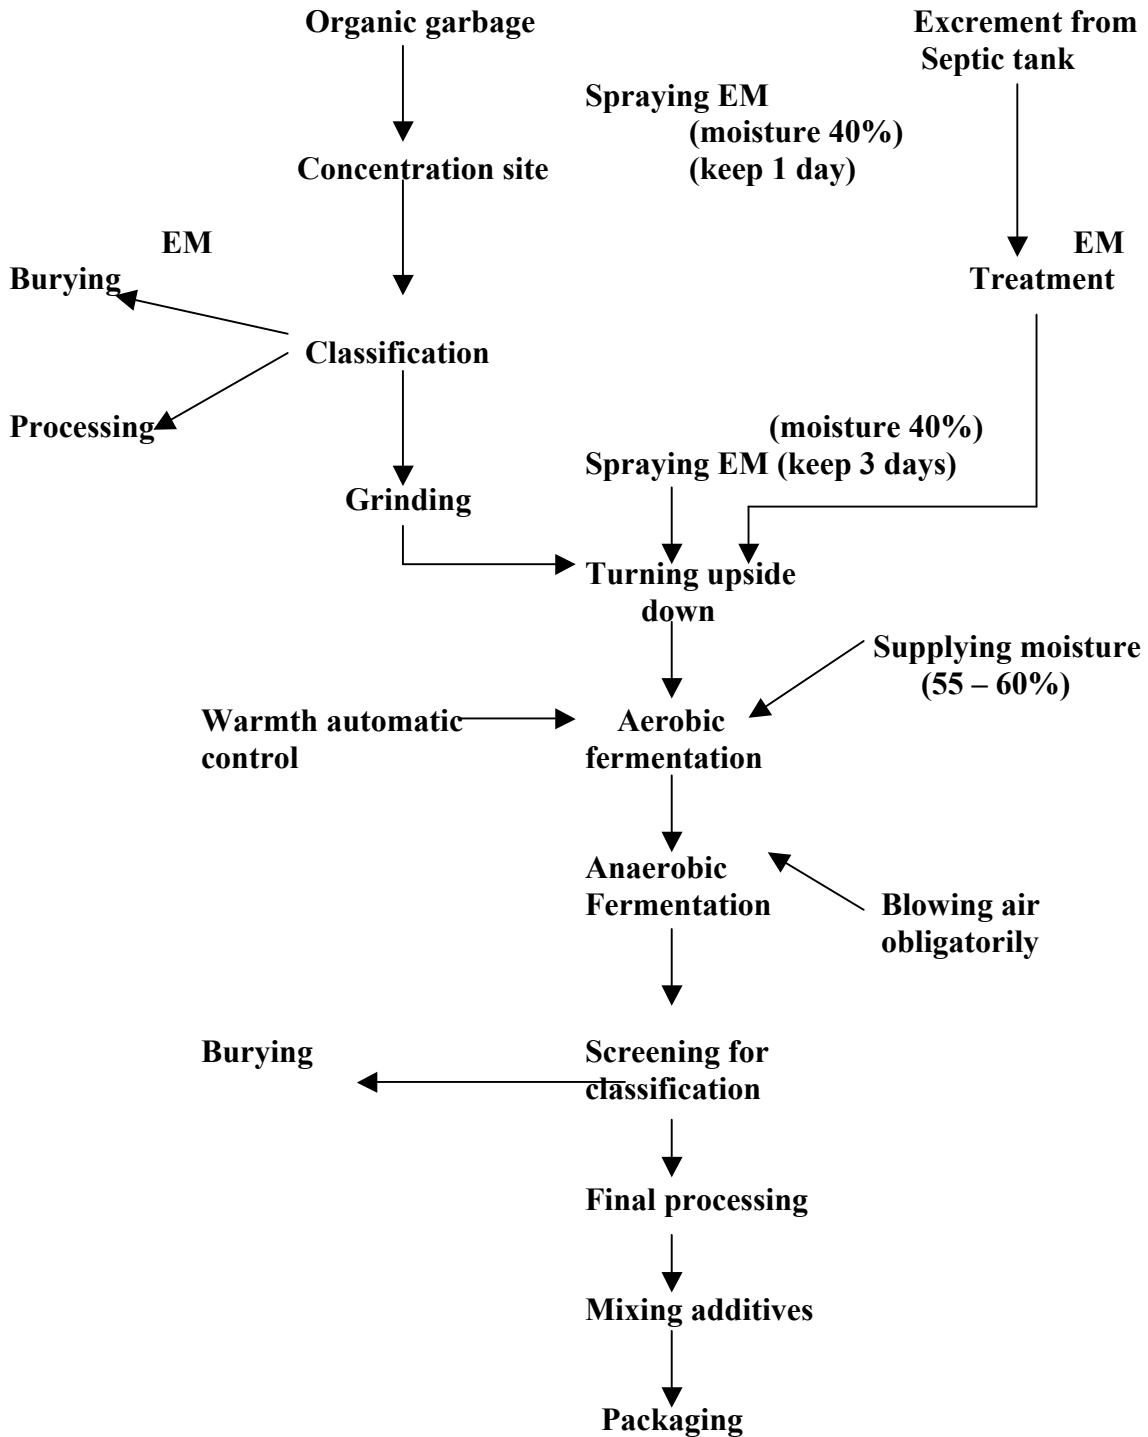 Organic garbage
Excrement from
Septic tank
Spraying EM
(moisture 40%)
(keep 1 day)
Concentration site
EM
Burying
EM
Treatment
Classification
Processing
(moisture 40%)
Spraying EM (keep 3 days)
Grinding
Turning upside
down
Supplying moisture
(55 – 60%)
Warmth automatic
control
Aerobic
fermentation
Anaerobic
Fermentation
Blowing air
obligatorily
Burying
Screening for
classification
Final processing
Mixing additives
Packaging